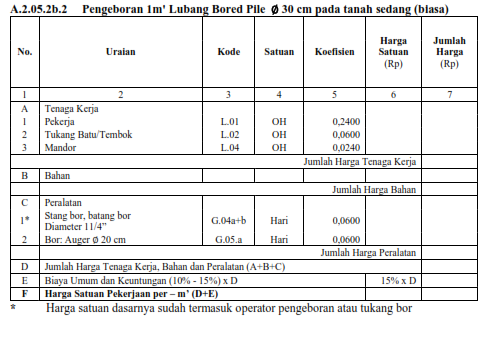 A.2.05.2b.2 Pengeboran 1m' Lubang Bored Pile Ø 30 cm pada tanah sedang (biasa)
No. Uraian Kode Satuan Koefisien Harga Satuan (Rp) Jumlah Harga (Rp)
1 2 3 4 5 6 7
A Tenaga Kerja
1 Pekerja L.01 OH 0,2400
2 Tukang Batu/Tembok L.02 OH 0,0600
3 Mandor L.04 OH 0,0240
Jumlah Harga Tenaga Kerja
B Bahan
Jumlah Harga Bahan
C Peralatan
1* Stang bor, batang bor Diameter 11/4” G.04a+b Hari 0,0600
2 Bor: Auger Ø 20 cm G.05.a Hari 0,0600
Jumlah Harga Peralatan
D Jumlah Harga Tenaga Kerja, Bahan dan Peralatan (A+B+C)
E Biaya Umum dan Keuntungan (10% - 15%) x D 15% x D
F Harga Satuan Pekerjaan per – m’ (D+E)
* Harga satuan dasarnya sudah termasuk operator pengeboran atau tukang bor